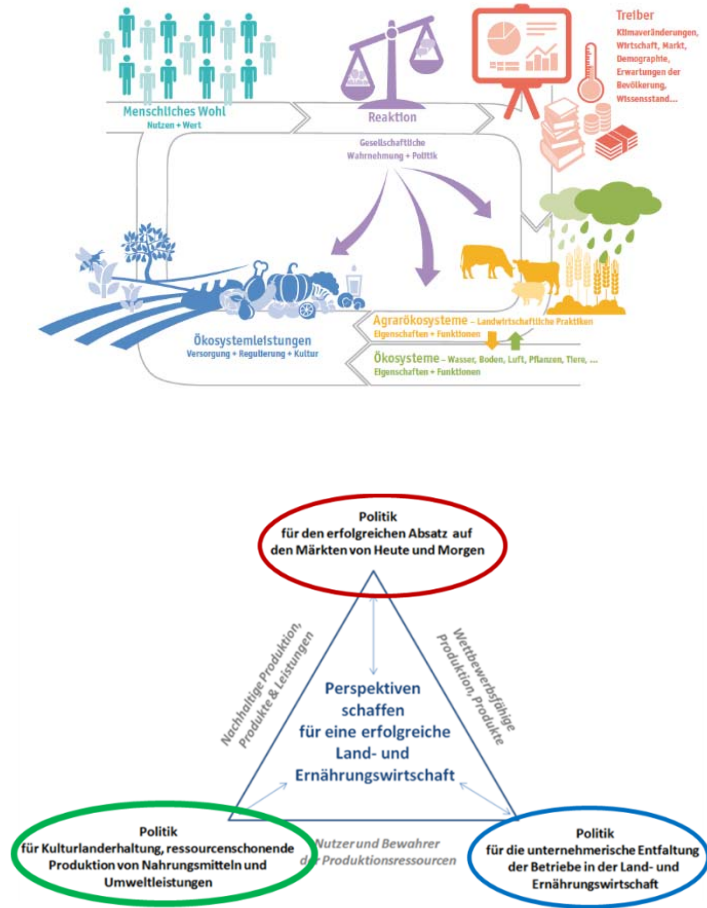 Treiber
Klimaveränderungen,
Wirtschaft, Markt,
Demographie,
Erwartungen der
Bevölkerung,
Wissensstand...
Menschliches Wohl
Nutzen + Wert
Reaktion
Gesellschaftliche
Wahrnehmung + Politik
Ökosystemleistungen
Versorgung + Regulierung + Kultur
Agrarökosysteme – Landwirtschaftliche Praktiken
Eigenschaften + Funktionen
Ökosysteme – Wasser, Boden, Luft, Pflanzen, Tiere, ...
Eigenschaften + Funktionen
Politik
für den erfolgreichen Absatz auf
den Märkten von Heute und Morgen
Nachhaltige Produktion,
Produkte & Leistungen
Wettbewerbsfähige
Produktion, Produkte
Perspektiven
schaffen
für eine erfolgreiche
Land- und
Ernährungswirtschaft
Politik
für Kulturlanderhaltung, ressourcenschonende
Produktion von Nahrungsmitteln und
Umweltleistungen
Nutzer und Bewahrer
der Produktionsressourcen
Politik
für die unternehmerische Entfaltung
der Betriebe in der Land- und
Ernährungswirtschaft